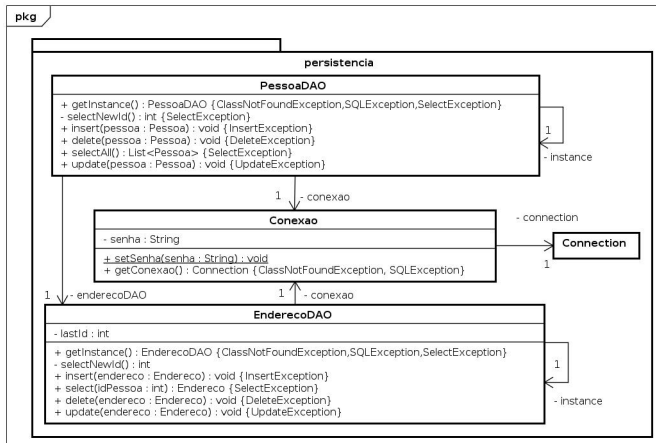 pkg
persistencia
PessoaDAO
+ getInstance() : PessoaDAO {ClassNotFoundException,SQLException,SelectException}
- selectNewId() : int {SelectException}
+ insert(pessoa : Pessoa) : void {InsertException}
+ delete(pessoa : Pessoa) : void {DeleteException}
+ selectAll() : List<Pessoa> {SelectException}
+ update(pessoa : Pessoa) : void {UpdateException}
1
- instance
1 - conexao
Conexao
- senha : String
+ setSenha(senha : String) : void
+ getConexao() : Connection {ClassNotFoundException, SQLException}
- connection
1
Connection
1 - enderecoDAO
1 - conexao
EnderecoDAO
- lastId : int
+ getInstance() : EnderecoDAO {ClassNotFoundException,SQLException,SelectException}
- selectNewId() : int
+ insert(endereco : Endereco) : void {InsertException}
+ select(idPessoa : int) : Endereco {SelectException}
+ delete(endereco : Endereco) : void {DeleteException}
+ update(endereco : Endereco) : void {UpdateException}
1
- instance